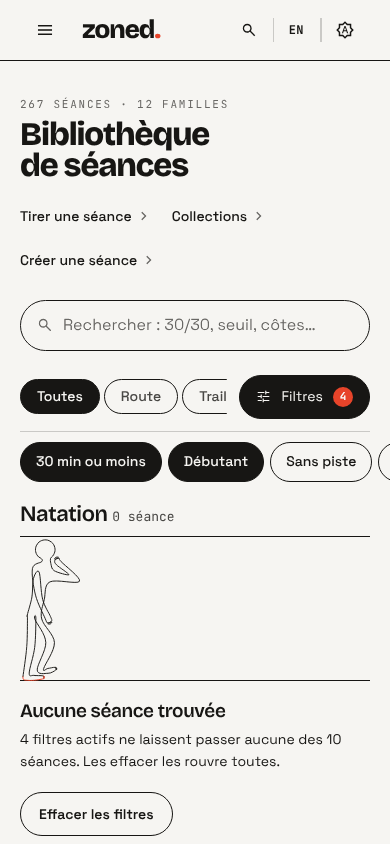 zoned.
EN
A
267 SÉANCES · 12 FAMILLES
Bibliothèque
de séances
Tirer une séance
Collections
Créer une séance
Rechercher : 30/30, seuil, côtes…
Toutes
Route
Trail
Filtres
4
30 min ou moins
Débutant
Sans piste
Natation 0 séance
Aucune séance trouvée
4 filtres actifs ne laissent passer aucune des 10
séances. Les effacer les rouvre toutes.
Effacer les filtres